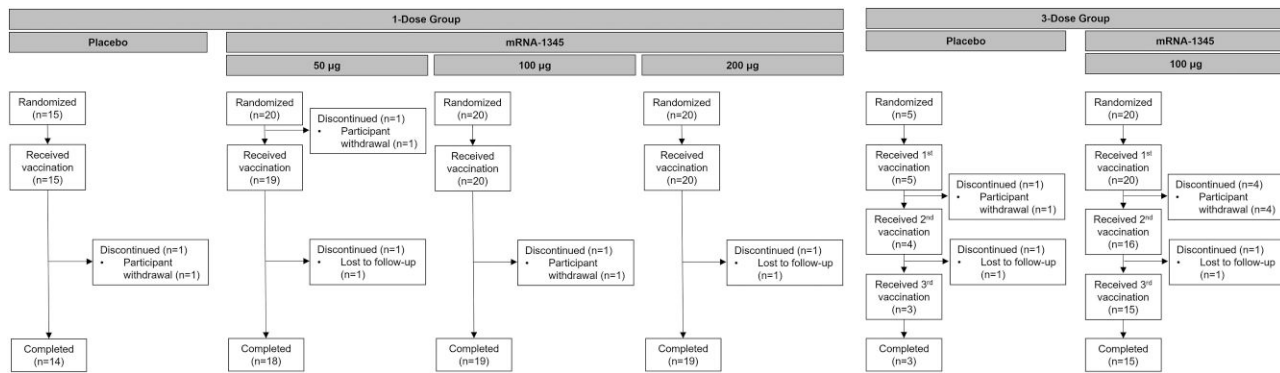 1-Dose Group
Placebo
mRNA-1345
50 µg
100 µg
200 µg
Randomized
(n=15)
Received
vaccination
(n=15)
Discontinued (n=1)
• Participant
withdrawal (n=1)
Completed
(n=14)
Randomized
(n=20)
Discontinued (n=1)
• Participant
withdrawal (n=1)
Received
vaccination
(n=19)
Discontinued (n=1)
• Lost to follow-up
(n=1)
Completed
(n=18)
Randomized
(n=20)
Received
vaccination
(n=20)
Discontinued (n=1)
• Participant
withdrawal (n=1)
Completed
(n=19)
Randomized
(n=20)
Received
vaccination
(n=20)
Discontinued (n=1)
• Lost to follow-up
(n=1)
Completed
(n=19)
3-Dose Group
Placebo
mRNA-1345
100 µg
Randomized
(n=5)
Received 1st
vaccination
(n=5)
Discontinued (n=1)
• Participant
withdrawal (n=1)
Received 2nd
vaccination
(n=4)
Discontinued (n=1)
• Lost to follow-up
(n=1)
Received 3rd
vaccination
(n=3)
Completed
(n=3)
Randomized
(n=20)
Received 1st
vaccination
(n=20)
Discontinued (n=4)
• Participant
withdrawal (n=4)
Received 2nd
vaccination
(n=16)
Discontinued (n=1)
• Lost to follow-up
(n=1)
Received 3rd
vaccination
(n=15)
Completed
(n=15)